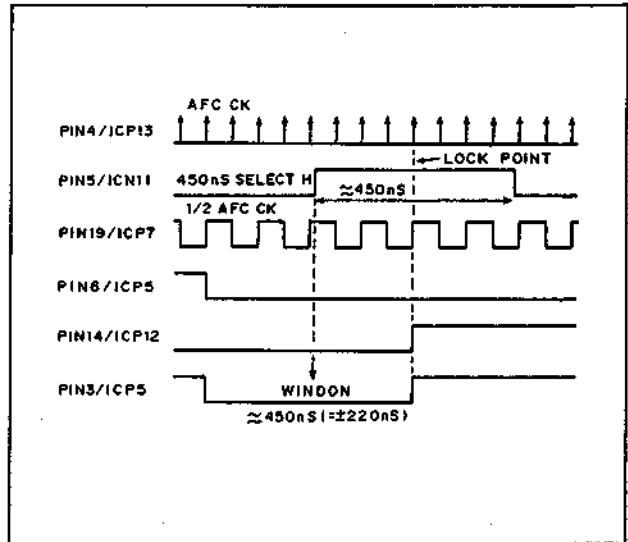 AFC CK
PIN4/ICP13
LOCK POINT
PIN5/ICN11
450nS SELECT H
≈450nS
1/2 AFC CK
PIN19/ICP7
PIN6/ICP5
PIN14/ICP12
PIN3/ICP5
WINDON
≈450nS(=±220nS)